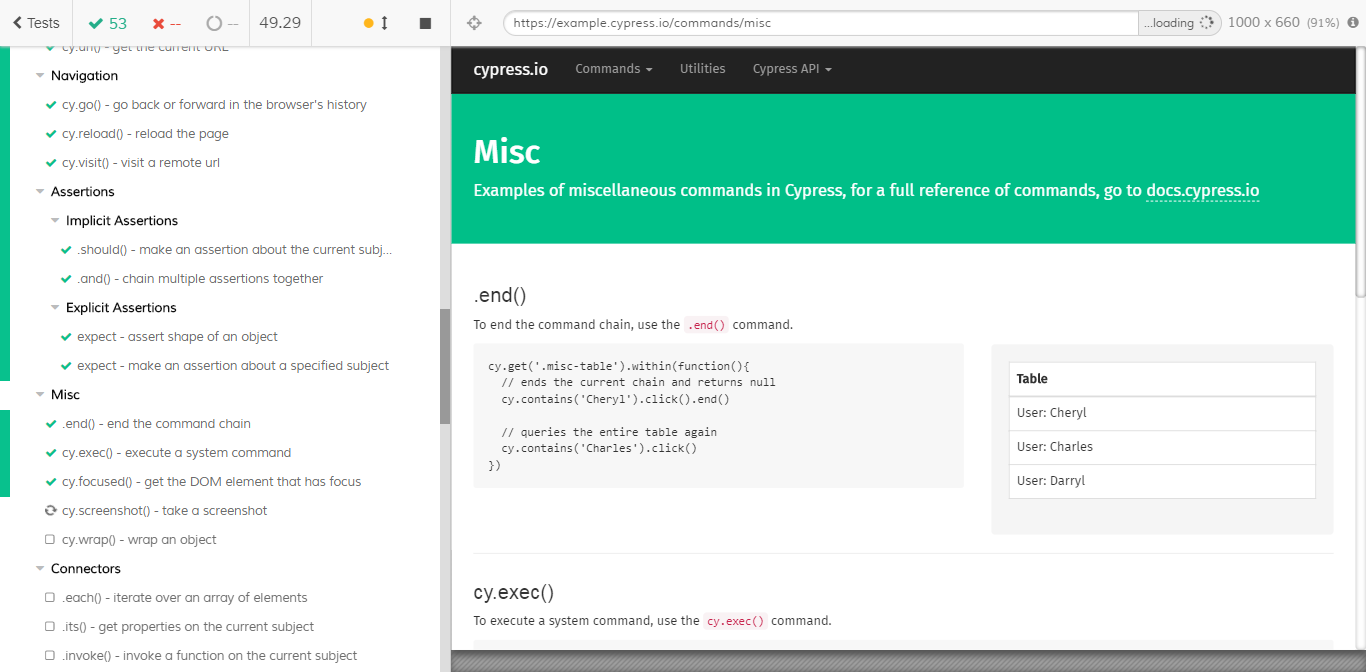 Tests
53
--
--
49.29
https://example.cypress.io/commands/misc
...loading
1000 x 660 (91%)
cy.url() - get the current URL
Navigation
cy.go() - go back or forward in the browser's history
cy.reload() - reload the page
cy.visit() - visit a remote url
Assertions
Implicit Assertions
.should() - make an assertion about the current subj...
.and() - chain multiple assertions together
Explicit Assertions
expect - assert shape of an object
expect - make an assertion about a specified subject
Misc
.end() - end the command chain
cy.exec() - execute a system command
cy.focused() - get the DOM element that has focus
cy.screenshot() - take a screenshot
cy.wrap() - wrap an object
Connectors
.each() - iterate over an array of elements
.its() - get properties on the current subject
.invoke() - invoke a function on the current subject
cypress.io
Commands
Utilities
Cypress API
Misc
Examples of miscellaneous commands in Cypress, for a full reference of commands, go to docs.cypress.io
.end()
To end the command chain, use the .end() command.
cy.get('.misc-table').within(function(){
// ends the current chain and returns null
cy.contains('Cheryl').click().end()
// queries the entire table again
cy.contains('Charles').click()
})
Table
User: Cheryl
User: Charles
User: Darryl
cy.exec()
To execute a system command, use the cy.exec() command.